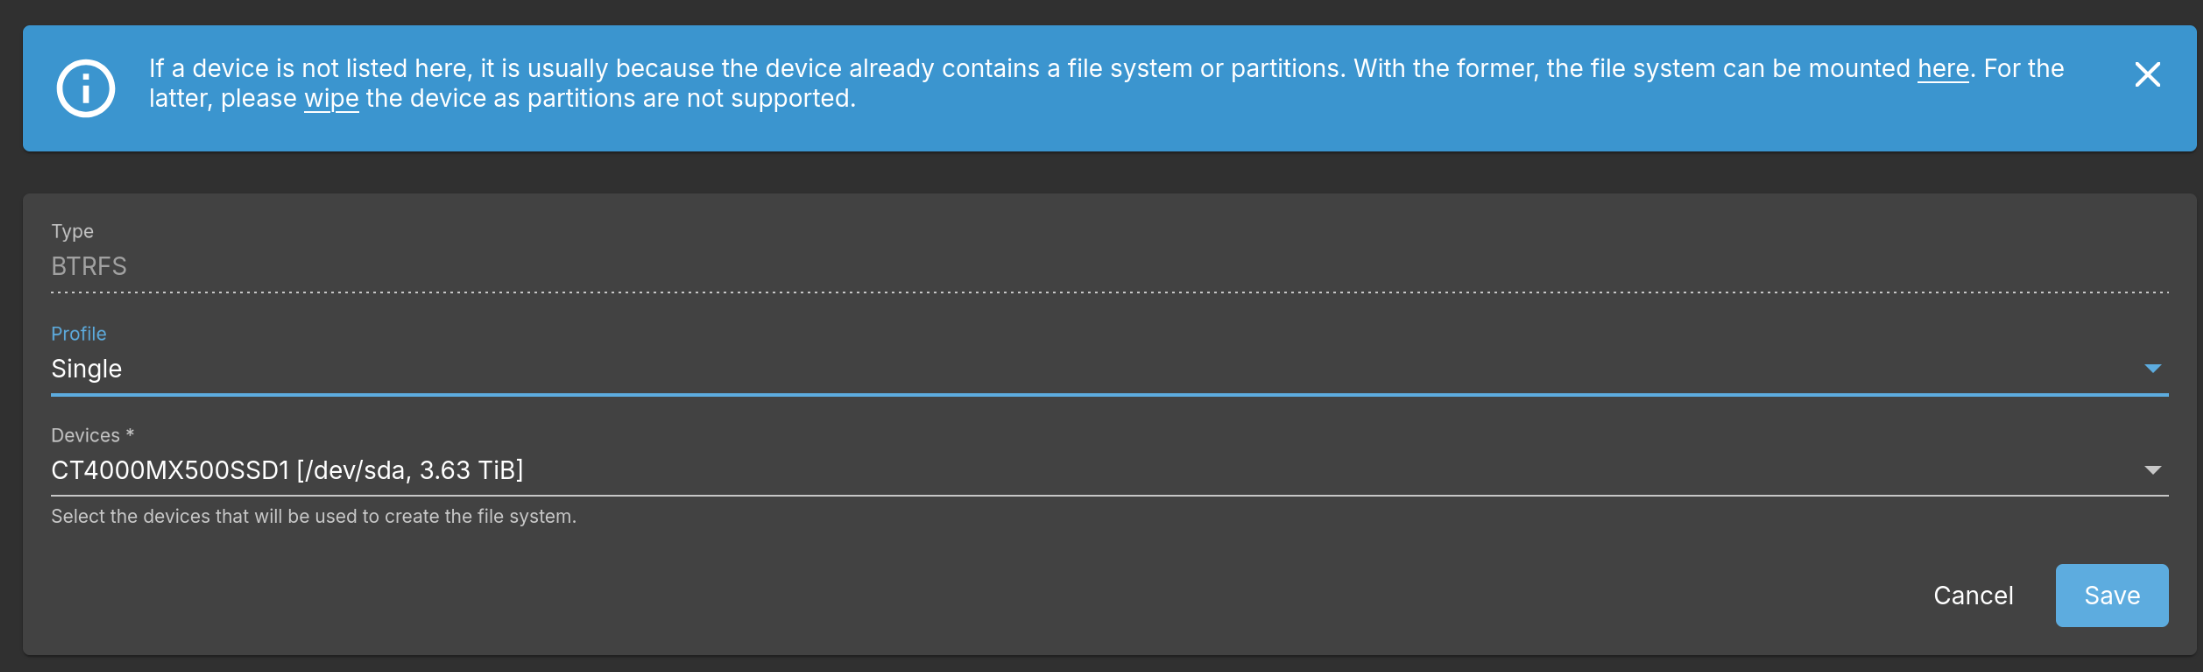 If a device is not listed here, it is usually because the device already contains a file system or partitions. With the former, the file system can be mounted here. For the
latter, please wipe the device as partitions are not supported.
Type
BTRFS
Profile
Single
Devices *
CT4000MX500SSD1 [/dev/sda, 3.63 TiB]
Select the devices that will be used to create the file system.
Cancel Save